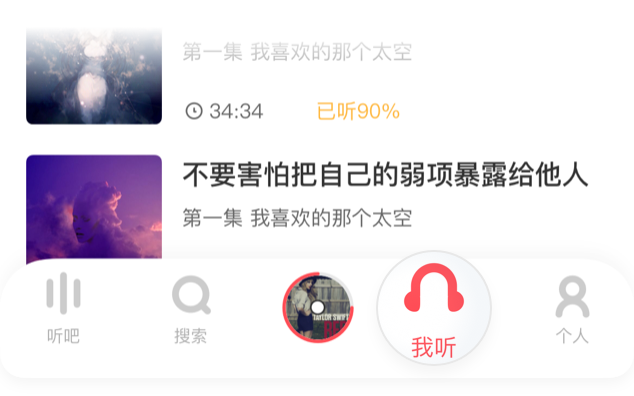 第一集 我喜欢的那个太空
34:34 已听90%
不要害怕把自己的弱项暴露给他人
第一集 我喜欢的那个太空
TAYLOR SWIFT
RED
听吧 搜索 我听 个人